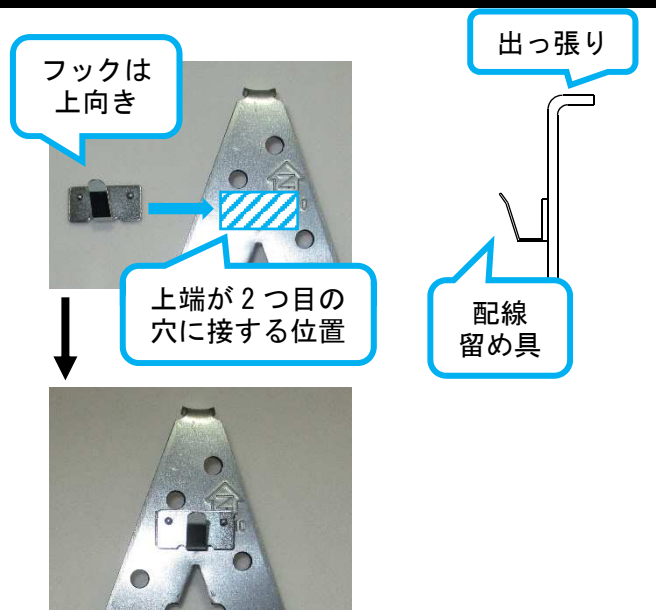 フックは
上向き
出っ張り
上端が2つ目の
穴に接する位置
配線
留め具